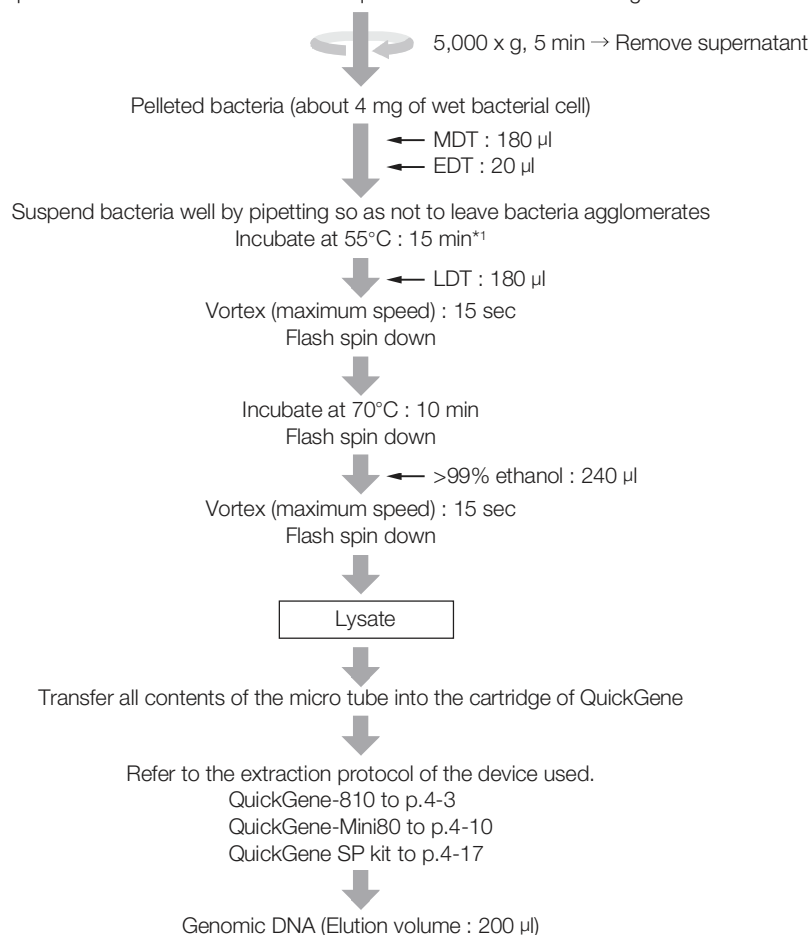 5,000 x g, 5 min → Remove supernatant
Pelleted bacteria (about 4 mg of wet bacterial cell)
MDT : 180 µl
EDT : 20 µl
Suspend bacteria well by pipetting so as not to leave bacteria agglomerates
Incubate at 55°C : 15 min*1
LDT : 180 µl
Vortex (maximum speed) : 15 sec
Flash spin down
Incubate at 70°C : 10 min
Flash spin down
>99% ethanol : 240 µl
Vortex (maximum speed) : 15 sec
Flash spin down
Lysate
Transfer all contents of the micro tube into the cartridge of QuickGene
Refer to the extraction protocol of the device used.
QuickGene-810 to p.4-3
QuickGene-Mini80 to p.4-10
QuickGene SP kit to p.4-17
Genomic DNA (Elution volume : 200 µl)